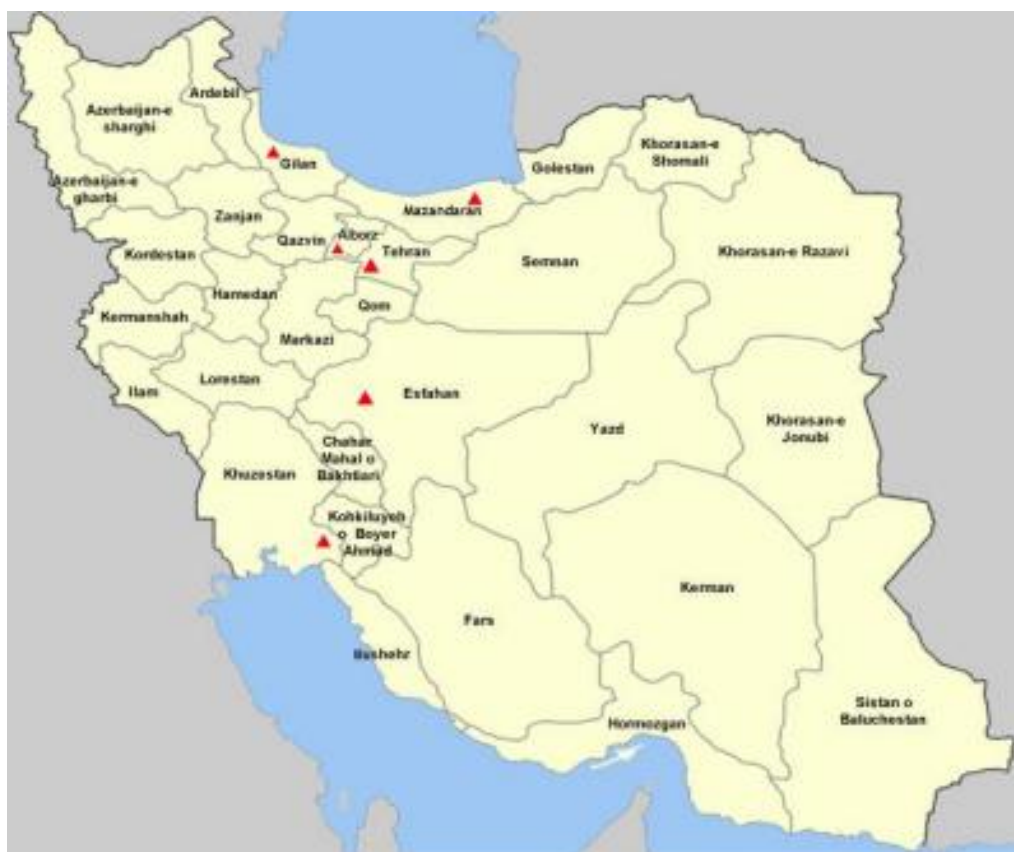 Ardebil
Azerbaijan-e
sharghi
Gilan
Golestan
Khorasan-e
Shomali
Azerbaijan-e
gharbi
Zanjan
Mazandaran
Qazvin
Alborz
Tehran
Kordestan
Semnan
Khorasan-e Razavi
Hamedan
Qom
Kermanshah
Markazi
Lorestan
Ilam
Esfahan
Khorasan-e
Jonubi
Yazd
Chahar
Mahal o
Bakhtiari
Khuzestan
Kohkiluyeh
o Boyer
Ahmad
Kerman
Fars
Bushehr
Sistan o
Baluchestan
Hormozgan